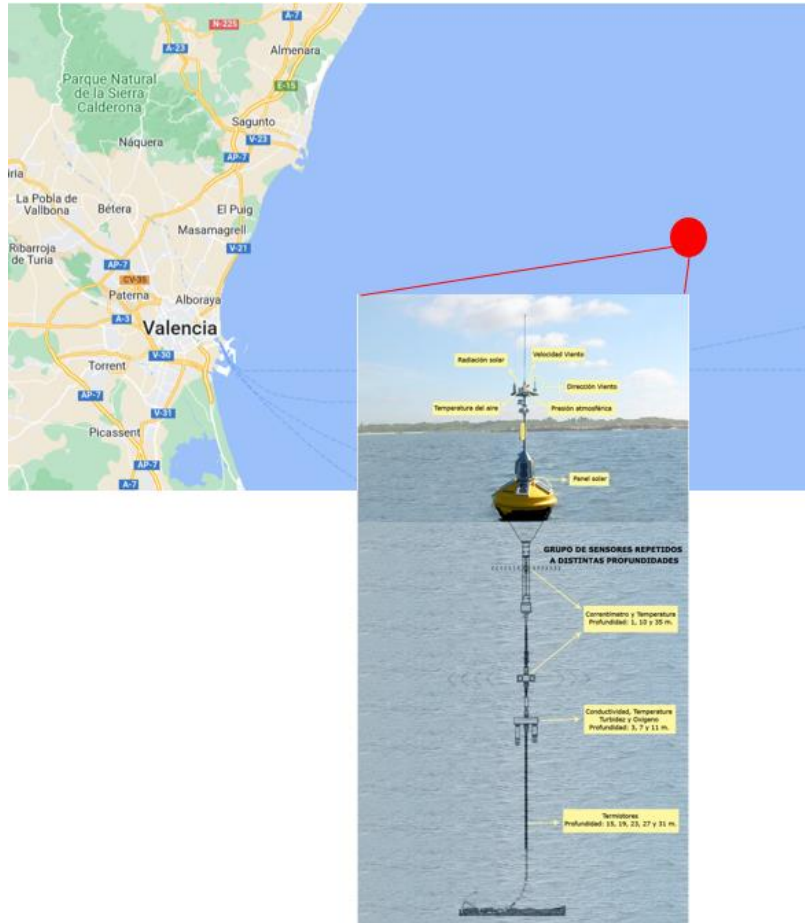 N-225
A-7
A-23
Almenara
Parque Natural
de la Sierra
Calderona
E-15
Sagunto
V-23
Náquera
AP-7
iria
La Pobla de
Vallbona
Bétera
El Puig
Masamagrell
Ribarroja
de Turia
V-21
AP-7
CV-35
Paterna
Alboraya
A-3
Valencia
V-30
Torrent
AP-7
V-31
Picassent
AP-7
A-7
Velocidad Viento
Radiación solar
Dirección Viento
Temperatura del aire
Presión atmosférica
Panel solar
GRUPO DE SENSORES REPETIDOS
A DISTINTAS PROFUNDIDADES
Correntímetro y Temperatura
Profundidad: 1, 10 y 35 m.
Conductividad, Temperatura
Turbidez y Oxígeno
Profundidad: 3, 7 y 11 m.
Termistores
Profundidad: 15, 19, 23, 27 y 31 m.